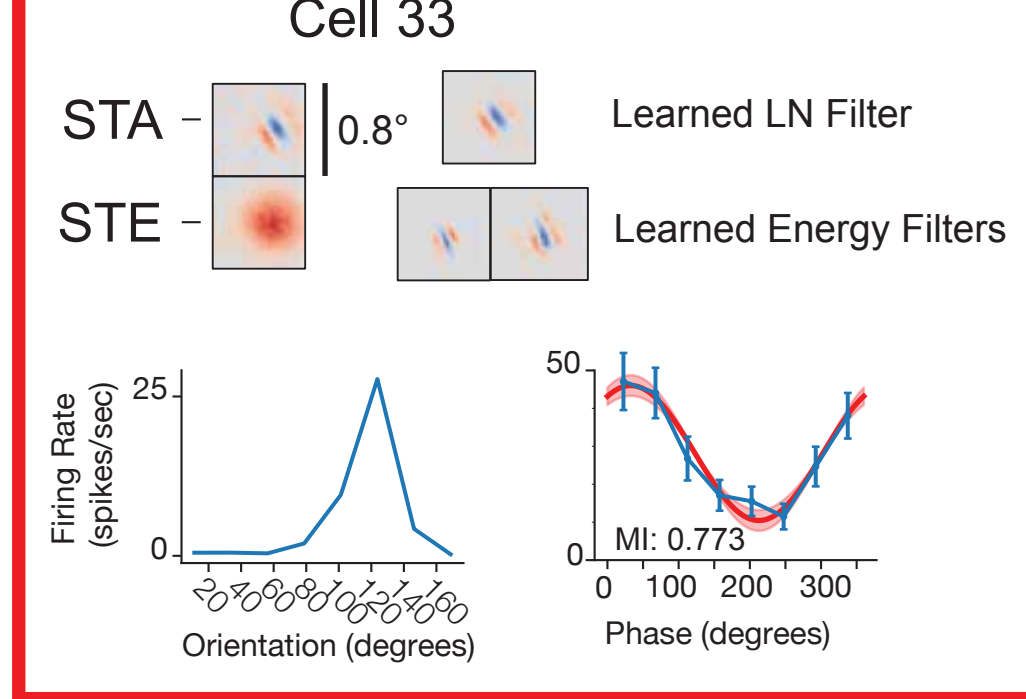 Cell 33
STA
0.8°
Learned LN Filter
STE
Learned Energy Filters
Firing Rate
(spikes/sec)
25
0
20 40 60 80 100 120 140 160
Orientation (degrees)
50
0
MI: 0.773
0 100 200 300
Phase (degrees)